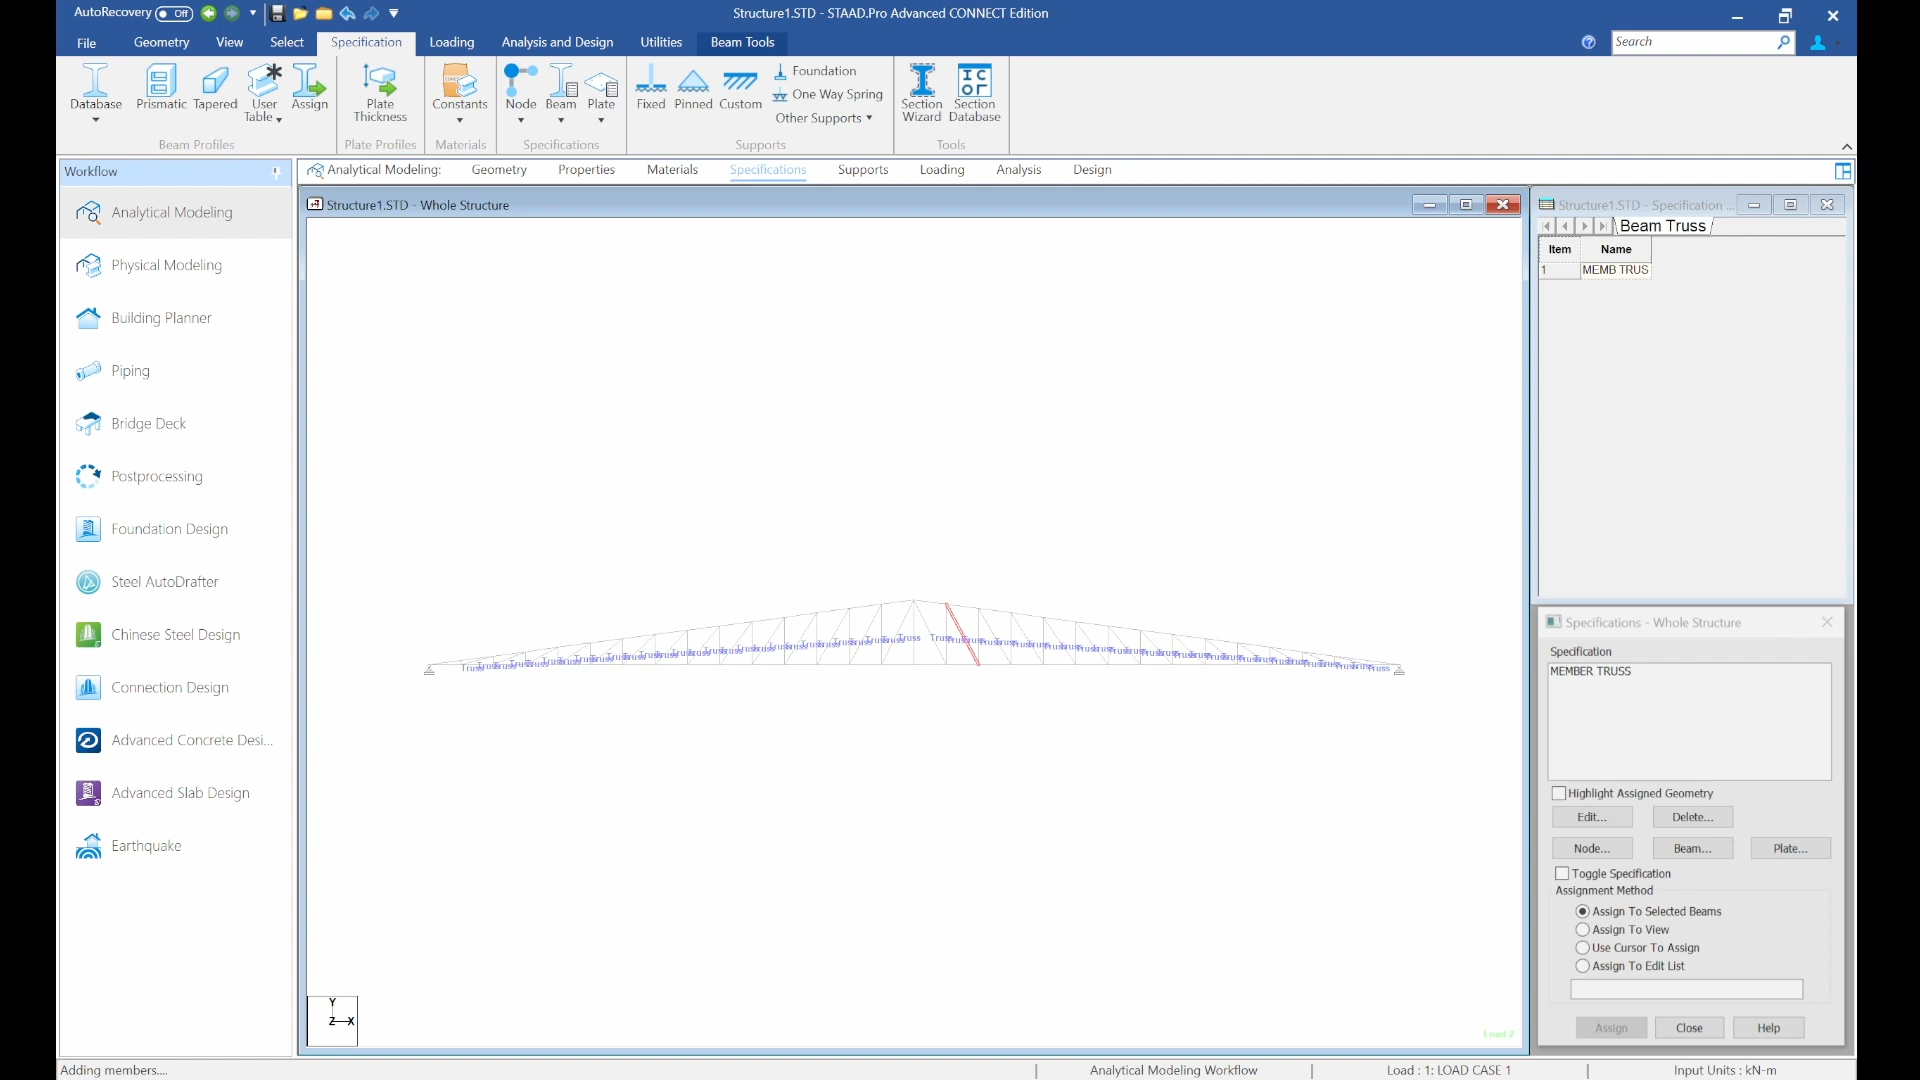 AutoRecovery Off
Structure1.STD - STAAD.Pro Advanced CONNECT Edition
File Geometry View Select Specification Loading Analysis and Design Utilities Beam Tools
Search
Database Prismatic Tapered User Table Assign
Beam Profiles
Plate Thickness
Plate Profiles
Constants
Materials
Node Beam Plate
Specifications
Fixed Pinned Custom
Foundation
One Way Spring
Other Supports
Supports
Section Wizard
Section Database
Tools
Workflow
Analytical Modeling
Physical Modeling
Building Planner
Piping
Bridge Deck
Postprocessing
Foundation Design
Steel AutoDrafter
Chinese Steel Design
Connection Design
Advanced Concrete Desi...
Advanced Slab Design
Earthquake
Analytical Modeling: Geometry Properties Materials Specifications Supports Loading Analysis Design
Structure1.STD - Whole Structure
Truss
Y
Z X
Load 2
Structure1.STD - Specification ...
Beam Truss
Item Name
1 MEMB TRUS
Specifications - Whole Structure
Specification
MEMBER TRUSS
Highlight Assigned Geometry
Edit... Delete...
Node... Beam... Plate...
Toggle Specification
Assignment Method
Assign To Selected Beams
Assign To View
Use Cursor To Assign
Assign To Edit List
Assign Close Help
Adding members....
Analytical Modeling Workflow
Load : 1: LOAD CASE 1
Input Units : kN-m